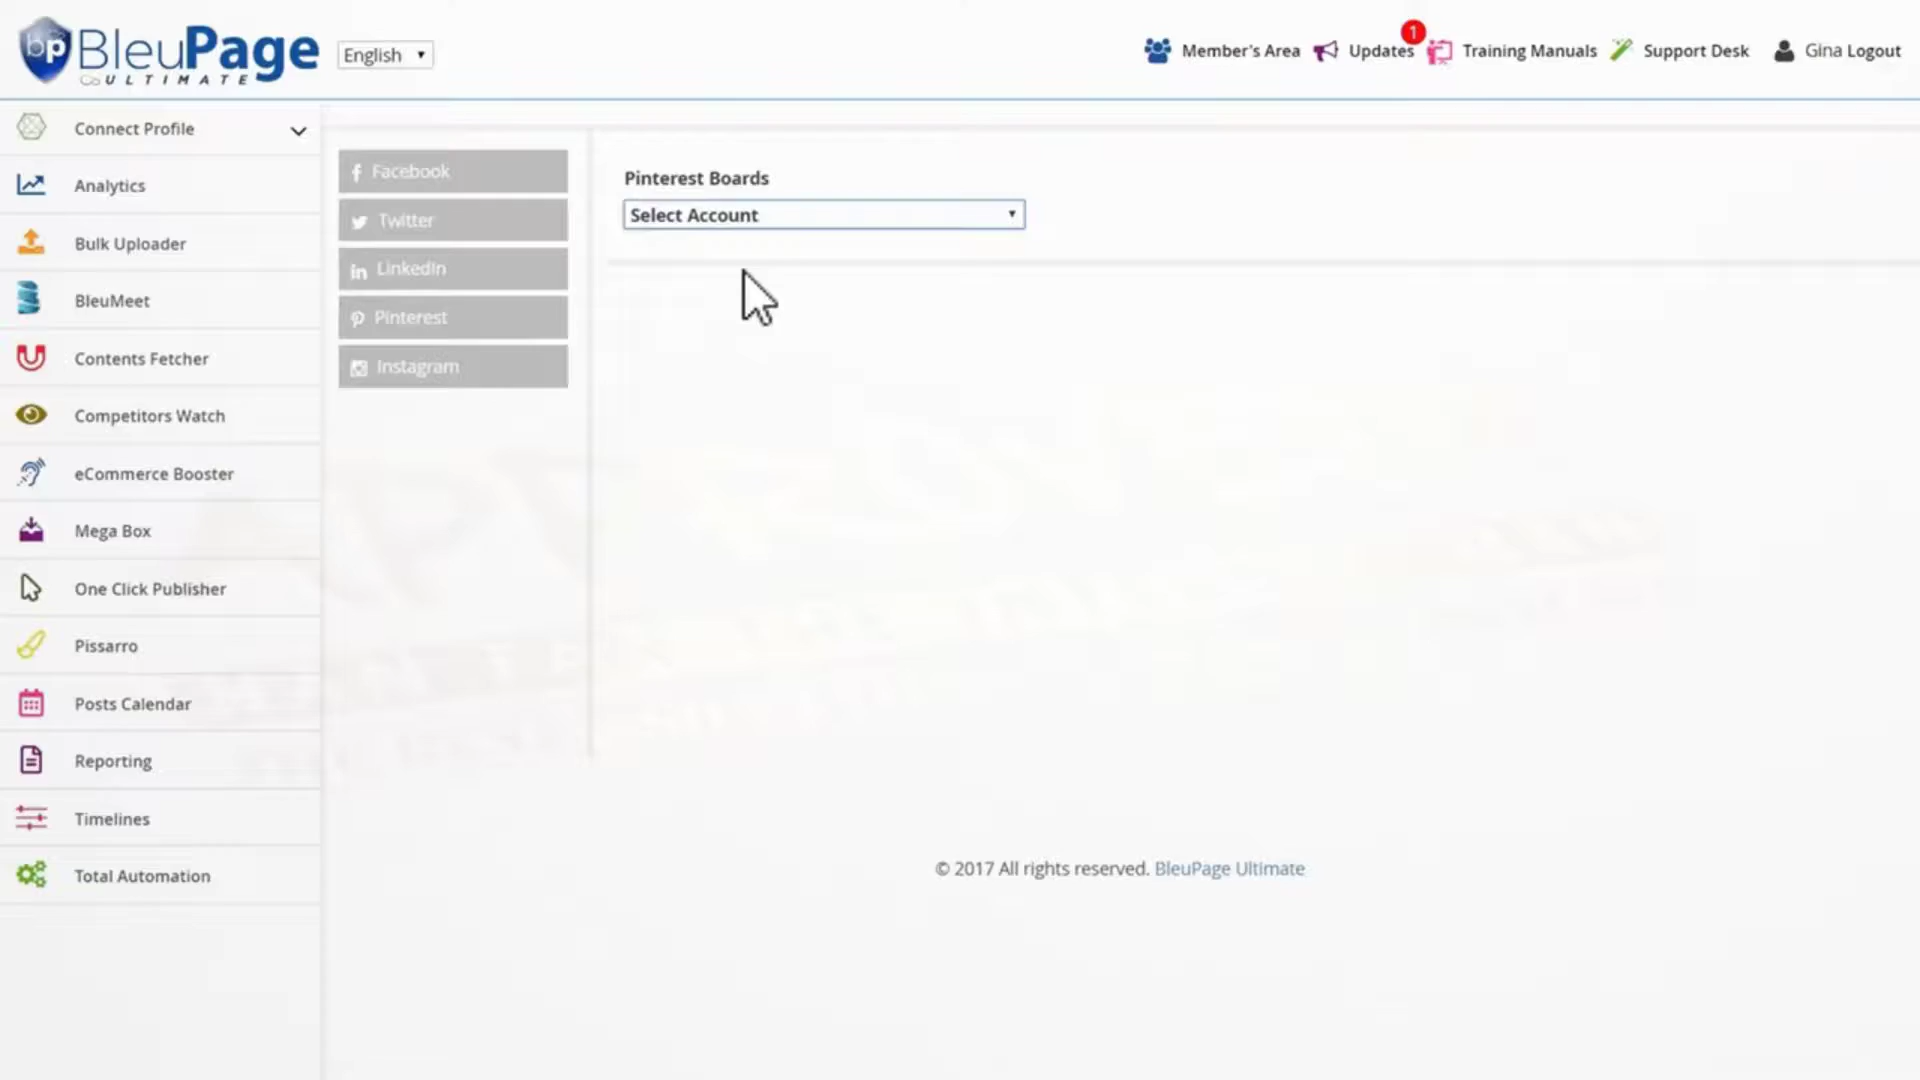 bp BleuPage
ULTIMATE
English
1
Member's Area
Updates
Training Manuals
Support Desk
Gina Logout
Connect Profile
Analytics
Bulk Uploader
BleuMeet
Contents Fetcher
Competitors Watch
eCommerce Booster
Mega Box
One Click Publisher
Pissarro
Posts Calendar
Reporting
Timelines
Total Automation
Facebook
Twitter
LinkedIn
Pinterest
Instagram
Pinterest Boards
Select Account
© 2017 All rights reserved. BleuPage Ultimate